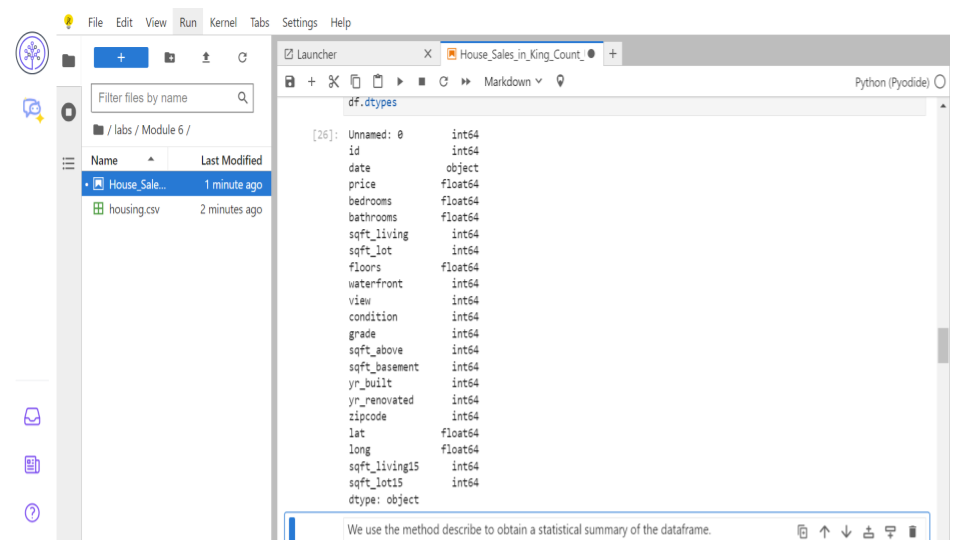 File Edit View Run Kernel Tabs Settings Help
+
Filter files by name
/ labs / Module 6 /
Name Last Modified
House_Sale... 1 minute ago
housing.csv 2 minutes ago
Launcher X House_Sales_in_King_Count_ +
Markdown Python (Pyodide)
df.dtypes
[26]: Unnamed: 0 int64
id int64
date object
price float64
bedrooms float64
bathrooms float64
sqft_living int64
sqft_lot int64
floors float64
waterfront int64
view int64
condition int64
grade int64
sqft_above int64
sqft_basement int64
yr_built int64
yr_renovated int64
zipcode int64
lat float64
long float64
sqft_living15 int64
sqft_lot15 int64
dtype: object
We use the method describe to obtain a statistical summary of the dataframe.